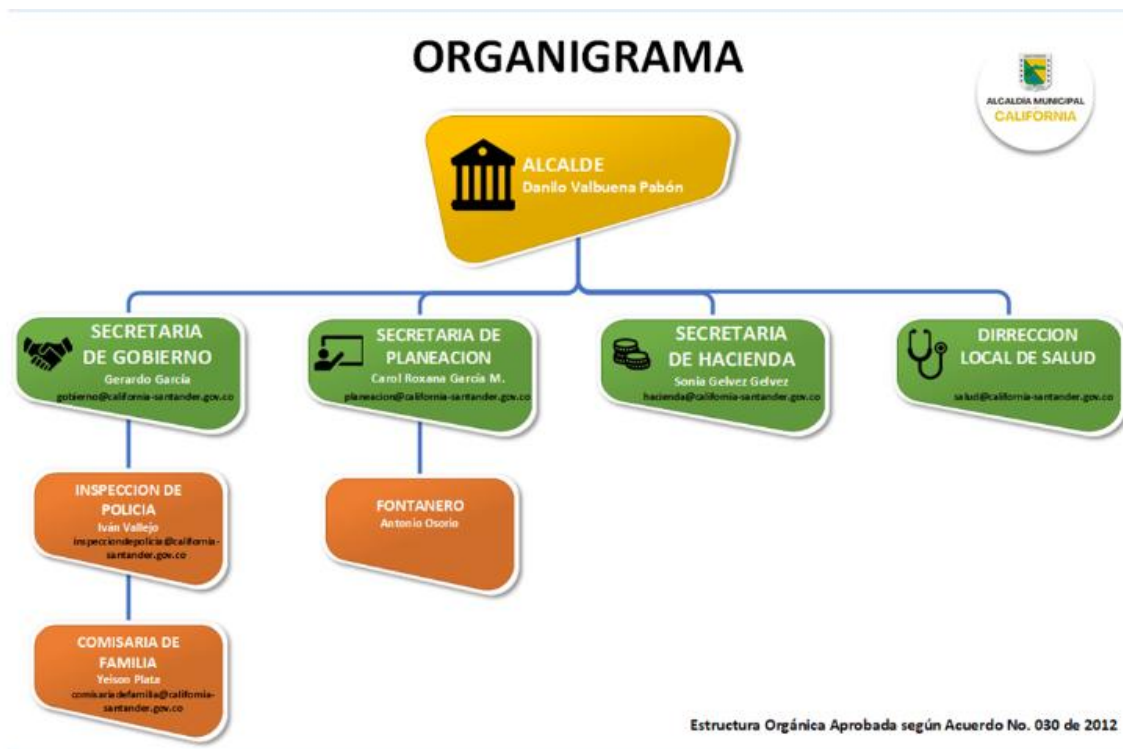 ORGANIGRAMA
ALCALDÍA MUNICIPAL
CALIFORNIA
ALCALDE
Danilo Valbuena Pabón
SECRETARIA
DE GOBIERNO
Gerardo García
gobierno@california-santander.gov.co
SECRETARIA DE
PLANEACION
Carol Roxana García M.
planeacion@california-santander.gov.co
SECRETARIA
DE HACIENDA
Sonia Gelvez Gelvez
hacienda@california-santander.gov.co
DIRRECCION
LOCAL DE SALUD
salud@california-santander.gov.co
INSPECCION DE
POLICIA
Iván Vallejo
inspecciondepolicia@california-
santander.gov.co
FONTANERO
Antonio Osorio
COMISARIA DE
FAMILIA
Yeison Plata
comisariadefamilia@california-
santander.gov.co
Estructura Orgánica Aprobada según Acuerdo No. 030 de 2012